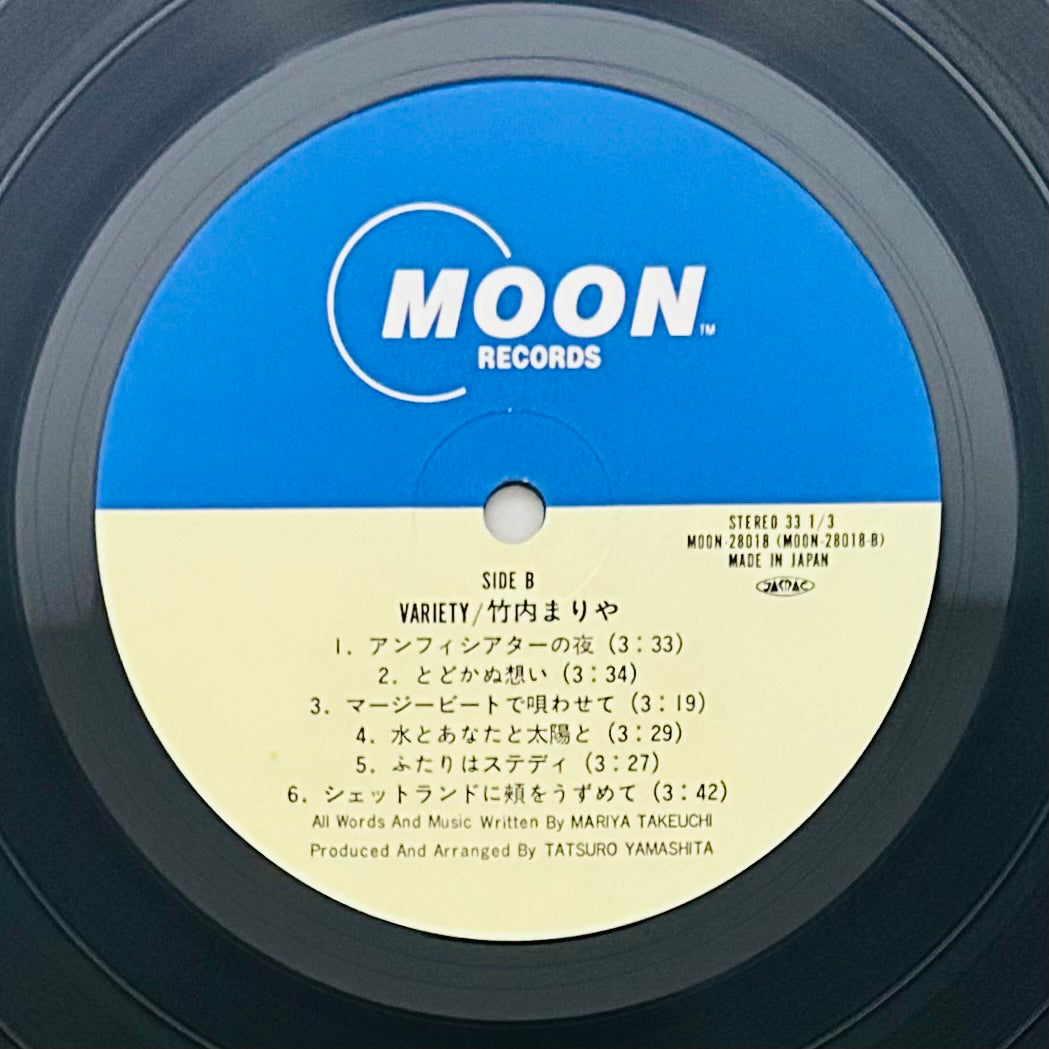 MOON™
RECORDS
STEREO 33 1/3
MOON-28018 (MOON-28018-B)
MADE IN JAPAN
JASRAC
SIDE B
VARIETY/竹内まりや
1. アンフィシアターの夜 (3:33)
2. とどかぬ想い (3:34)
3. マージービートで唄わせて (3:19)
4. 水とあなたと太陽と (3:29)
5. ふたりはステディ (3:27)
6. シェットランドに頰をうずめて (3:42)
All Words And Music Written By MARIYA TAKEUCHI
Produced And Arranged By TATSURO YAMASHITA